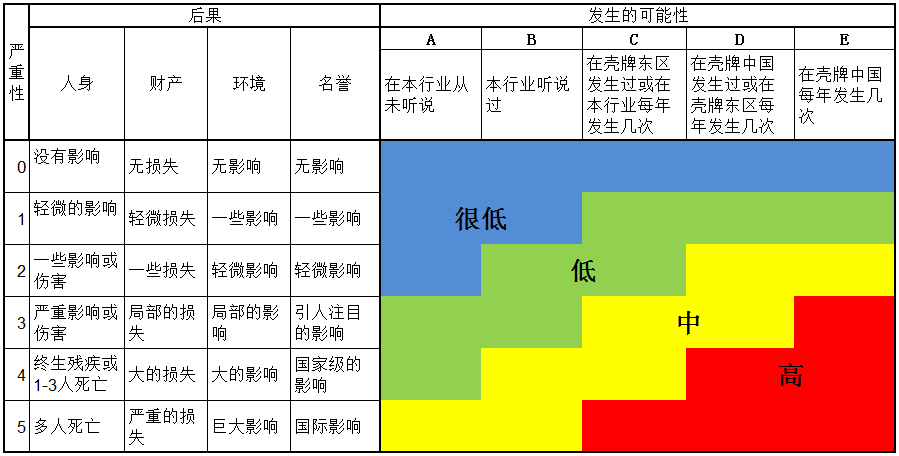 后果
发生的可能性
严
重
性
人身
财产
环境
名誉
A
B
C
D
E
在本行业从
未听说
本行业听说
过
在壳牌东区
发生过或在
本行业每年
发生几次
在壳牌中国
发生过或在
壳牌东区每
年发生几次
在壳牌中国
每年发生几
次
0
没有影响
无损失
无影响
无影响
1
轻微的影响
轻微损失
一些影响
一些影响
很低
2
一些影响或
伤害
一些损失
轻微影响
轻微影响
低
3
严重影响或
伤害
局部的损
失
局部的影
响
引人注目
的影响
中
4
终生残疾或
1-3人死亡
大的损失
大的影响
国家级的
影响
高
5
多人死亡
严重的损
失
巨大影响
国际影响